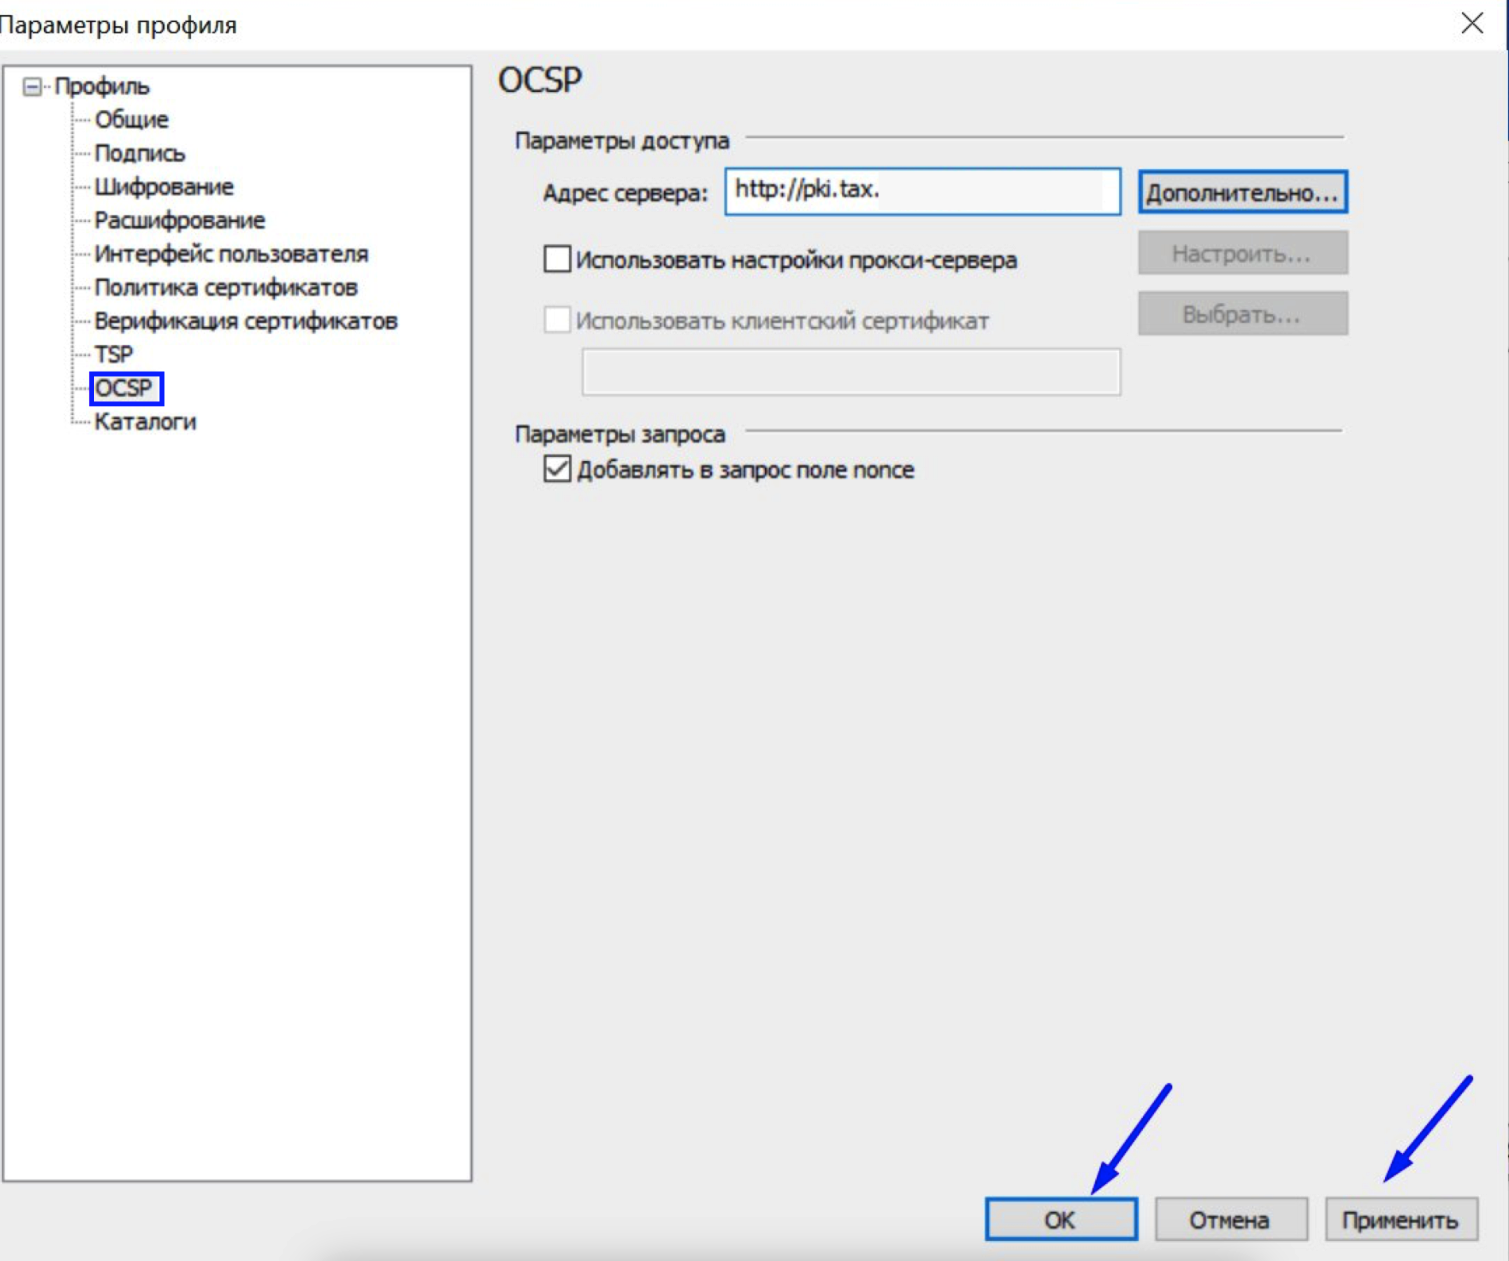 Параметры профиля
Профиль
Общие
Подпись
Шифрование
Расшифрование
Интерфейс пользователя
Политика сертификатов
Верификация сертификатов
TSP
OCSP
Каталоги
OCSP
Параметры доступа
Адрес сервера: http://pki.tax. Дополнительно...
Использовать настройки прокси-сервера Настроить...
Использовать клиентский сертификат Выбрать...
Параметры запроса
Добавлять в запрос поле nonce
ОК Отмена Применить